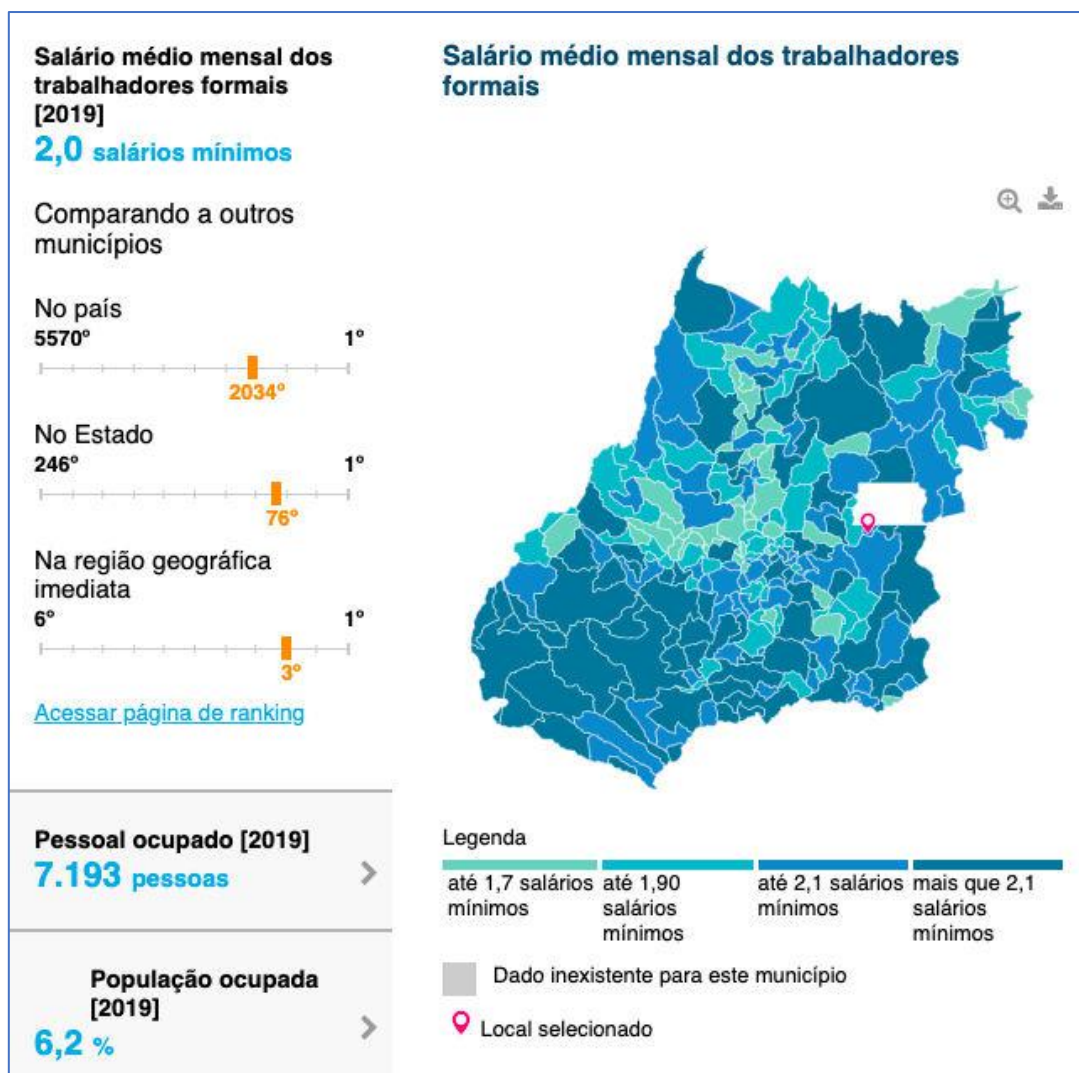 Salário médio mensal dos
trabalhadores formais
[2019]
2,0 salários mínimos
Comparando a outros
municípios
No país
5570º 1º
2034º
No Estado
246º 1º
76º
Na região geográfica
imediata
6º 1º
3º
Acessar página de ranking
Pessoal ocupado [2019]
7.193 pessoas
População ocupada
[2019]
6,2 %
Salário médio mensal dos trabalhadores
formais
Legenda
até 1,7 salários
mínimos
até 1,90
salários
mínimos
até 2,1 salários
mínimos
mais que 2,1
salários
mínimos
Dado inexistente para este município
Local selecionado